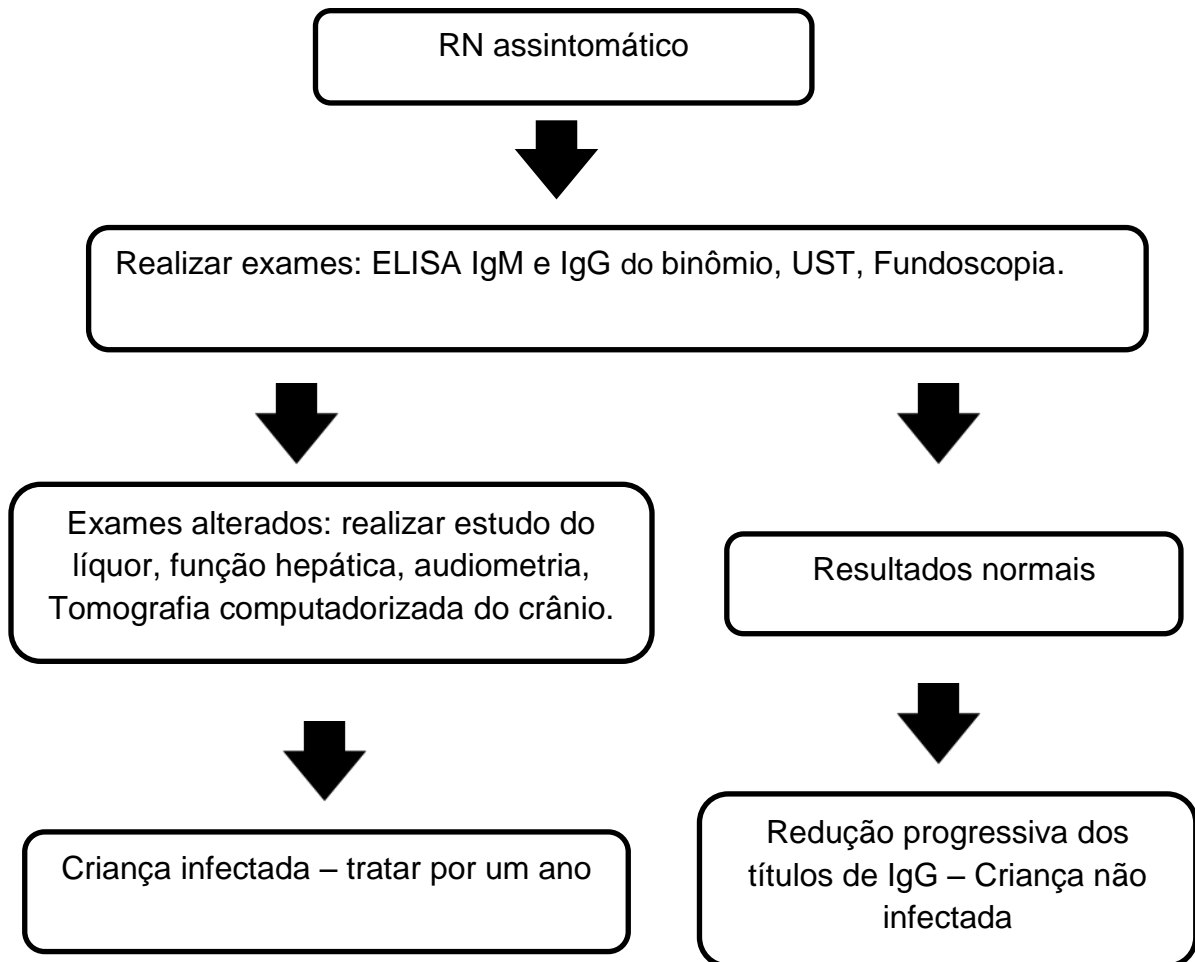 RN assintomático
Realizar exames: ELISA IgM e IgG do binômio, UST, Fundoscopia.
Exames alterados: realizar estudo do
líquor, função hepática, audiometria,
Tomografia computadorizada do crânio.
Resultados normais
Criança infectada – tratar por um ano
Redução progressiva dos
títulos de IgG – Criança não
infectada